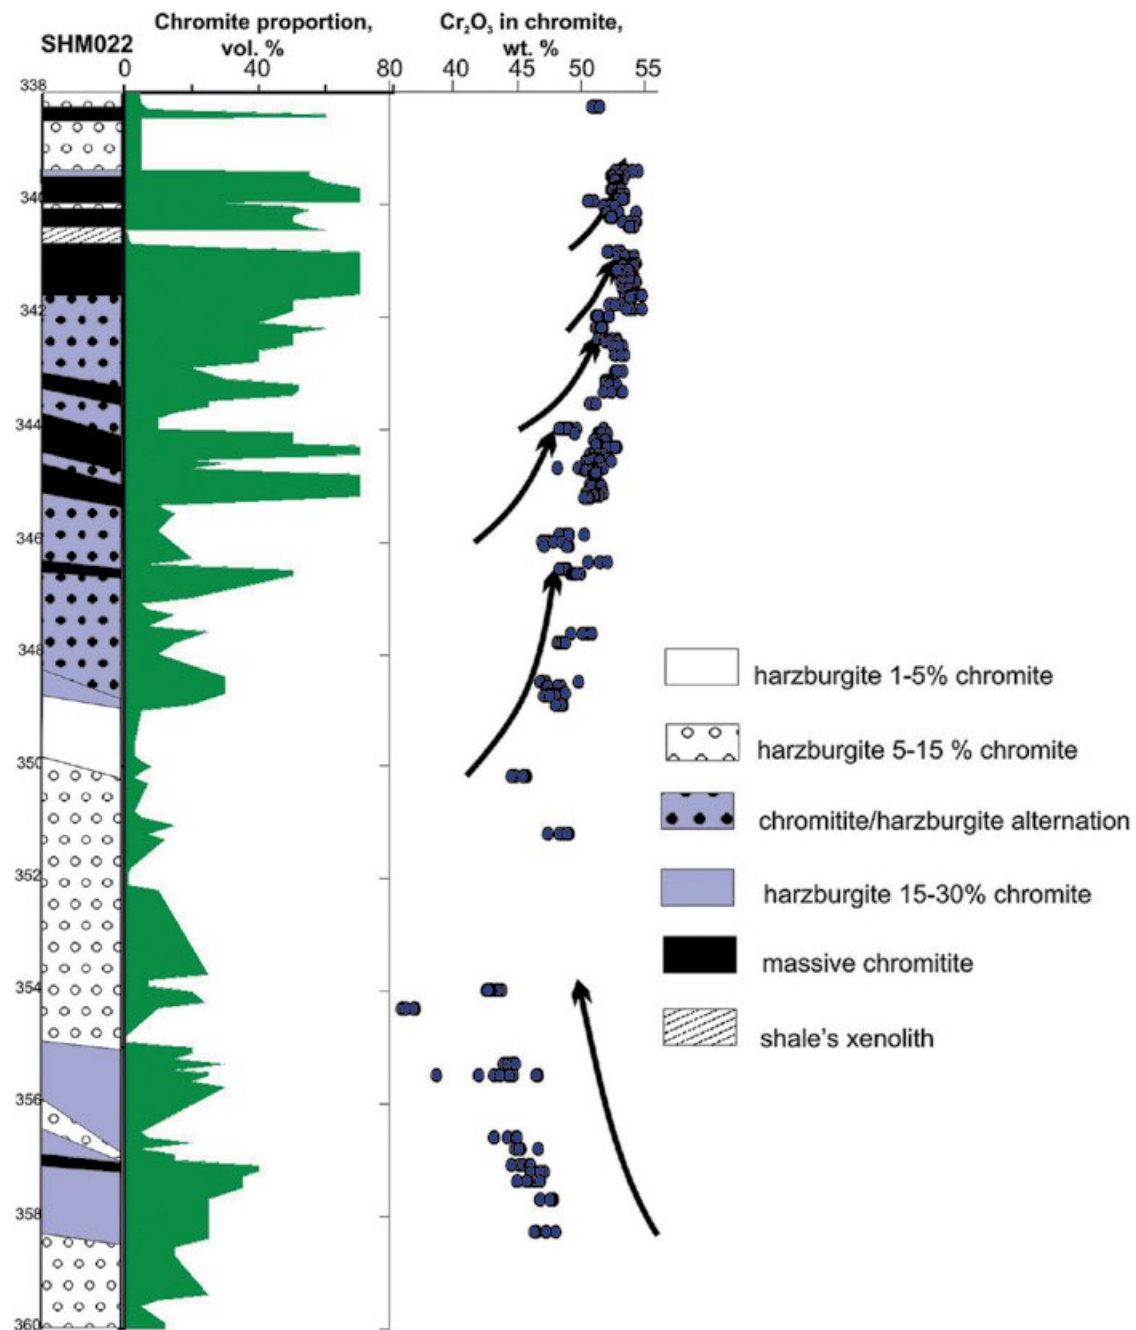 SHM022
Chromite proportion,
vol. %
Cr₂O₃ in chromite,
wt. %
0 40 80
40 45 50 55
338
340
342
344
346
348
350
352
354
356
358
360
harzburgite 1-5% chromite
harzburgite 5-15 % chromite
chromitite/harzburgite alternation
harzburgite 15-30% chromite
massive chromitite
shale's xenolith